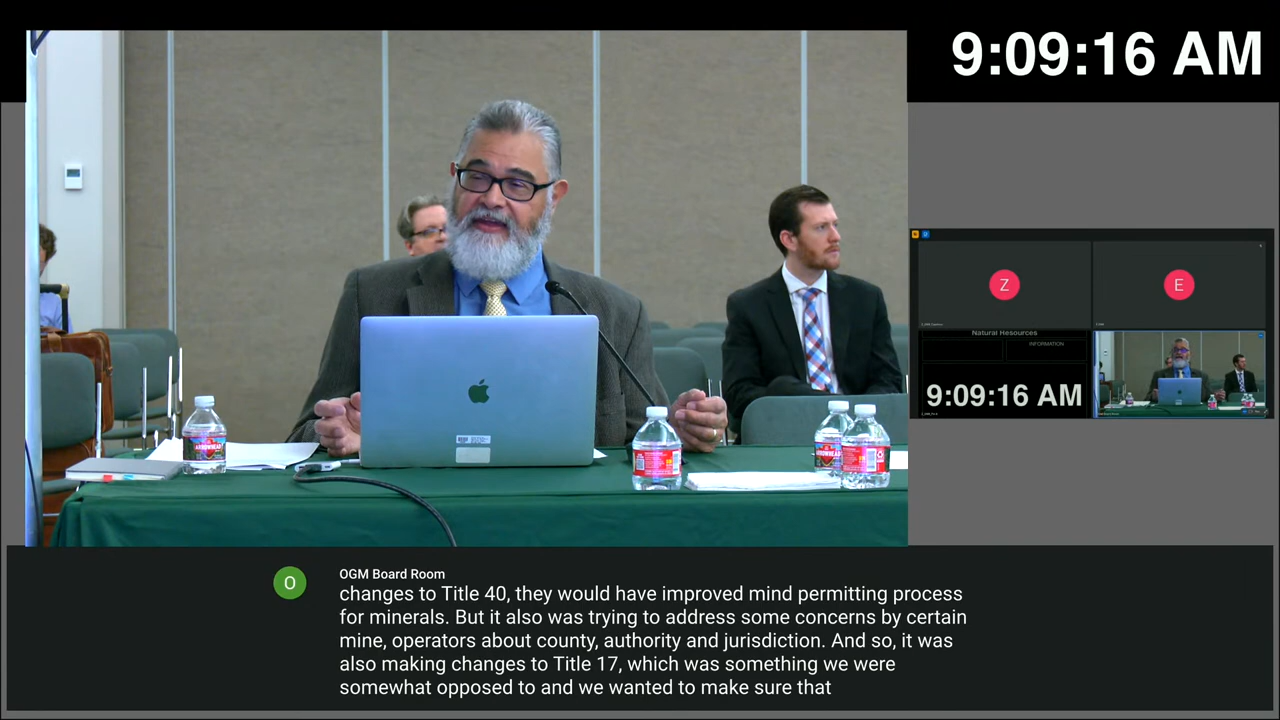 9:09:16 AM
ARROWHEAD
Z
E
Natural Resources
INFORMATION
9:09:16 AM
O
OGM Board Room
changes to Title 40, they would have improved mind permitting process
for minerals. But it also was trying to address some concerns by certain
mine, operators about county, authority and jurisdiction. And so, it was
also making changes to Title 17, which was something we were
somewhat opposed to and we wanted to make sure that